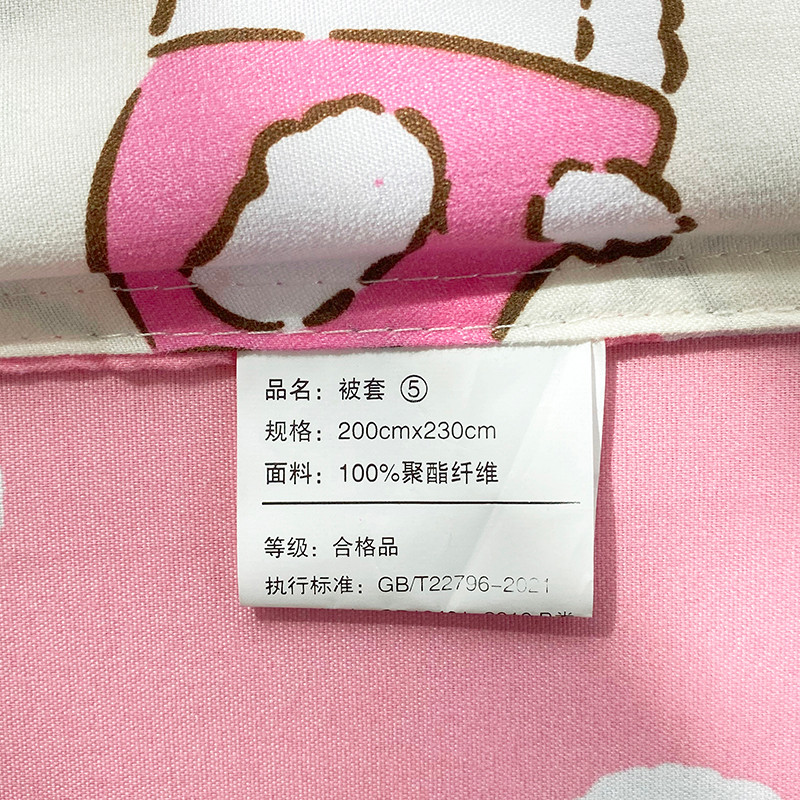 品名：被套 ⑤
规格：200cmx230cm
面料：100%聚酯纤维
等级：合格品
执行标准：GB/T22796-2021